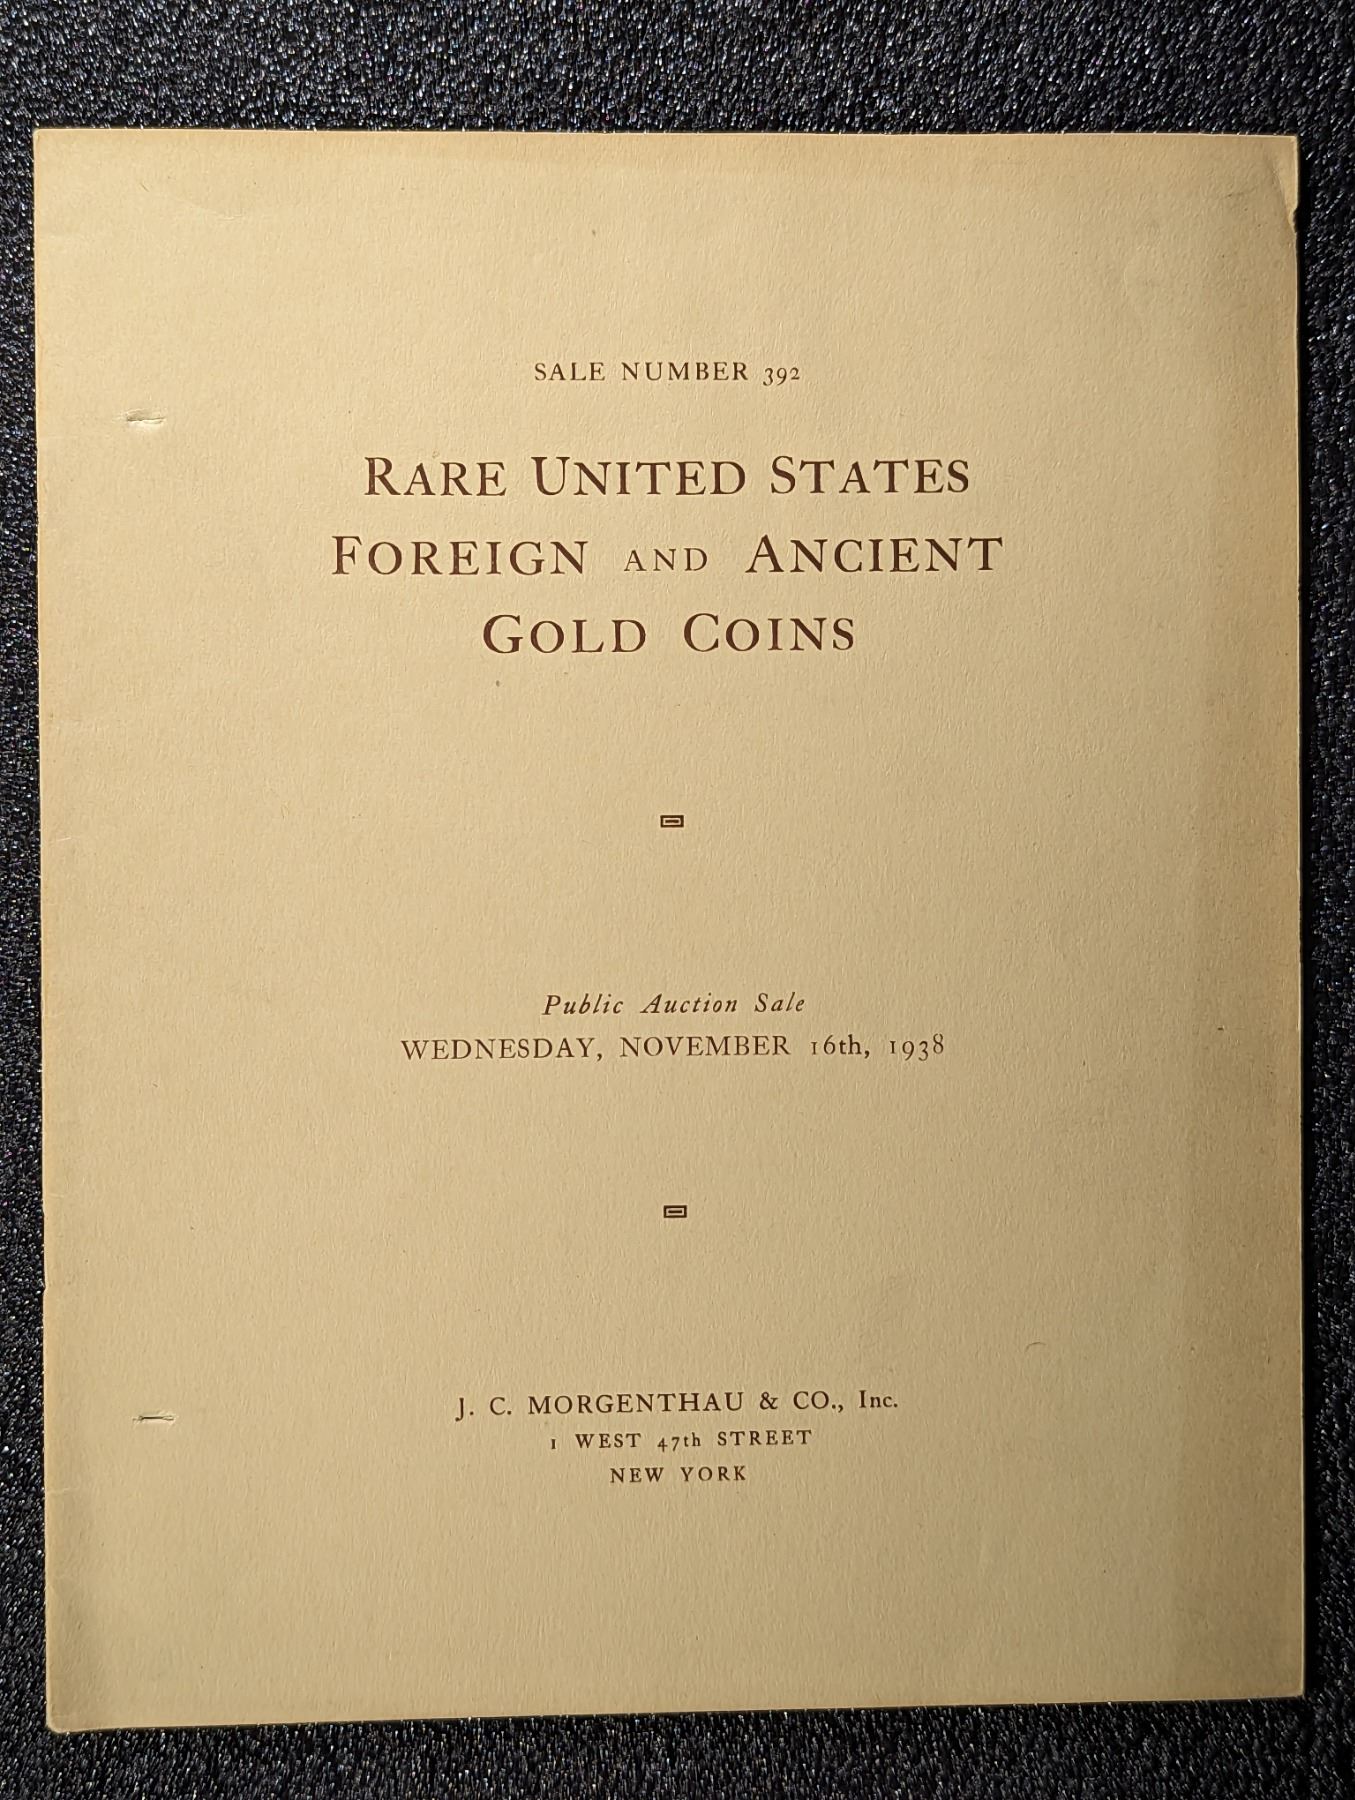 SALE NUMBER 392
RARE UNITED STATES
FOREIGN AND ANCIENT
GOLD COINS
Public Auction Sale
WEDNESDAY, NOVEMBER 16th, 1938
J. C. MORGENTHAU & CO., Inc.
1 WEST 47th STREET
NEW YORK